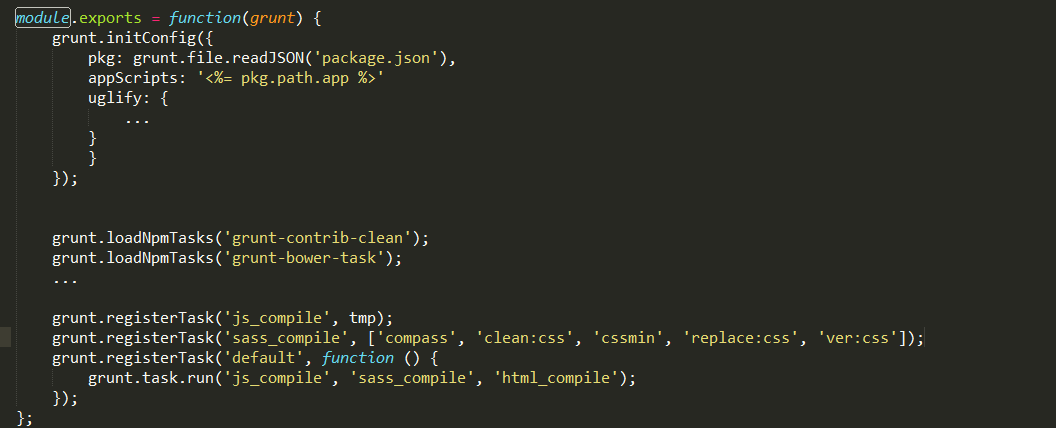 module.exports = function(grunt) {
    grunt.initConfig({
        pkg: grunt.file.readJSON('package.json'),
        appScripts: '<%= pkg.path.app %>'
        uglify: {
            ...
        }
        }
    });
    grunt.loadNpmTasks('grunt-contrib-clean');
    grunt.loadNpmTasks('grunt-bower-task');
    ...
    grunt.registerTask('js_compile', tmp);
    grunt.registerTask('sass_compile', ['compass', 'clean:css', 'cssmin', 'replace:css', 'ver:css']);
    grunt.registerTask('default', function () {
        grunt.task.run('js_compile', 'sass_compile', 'html_compile');
    });
};